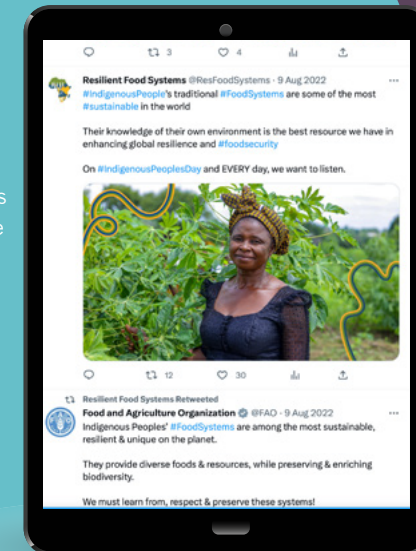 3
4
Resilient Food Systems @ResFoodSystems · 9 Aug 2022
#IndigenousPeople's traditional #FoodSystems are some of the most
#sustainable in the world
Their knowledge of their own environment is the best resource we have in
enhancing global resilience and #foodsecurity
On #IndigenousPeoplesDay and EVERY day, we want to listen.
s
e
12
30
Resilient Food Systems Retweeted
Food and Agriculture Organization @FAO · 9 Aug 2022
Indigenous Peoples' #FoodSystems are among the most sustainable,
resilient & unique on the planet.
They provide diverse foods & resources, while preserving & enriching
biodiversity.
We must learn from, respect & preserve these systems!